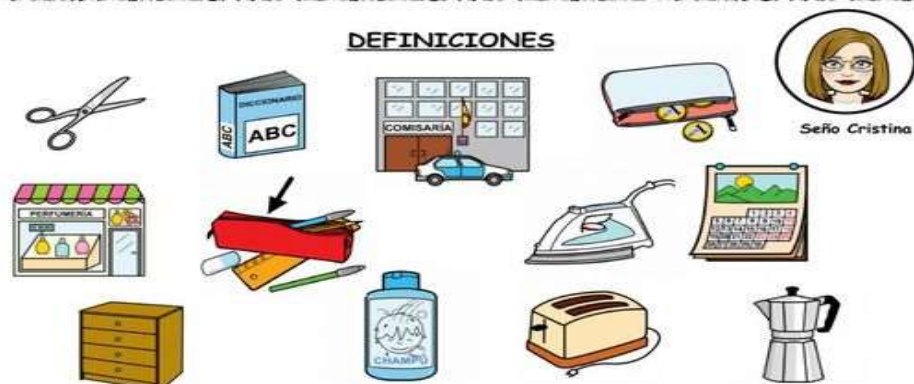 DEFINICIONES
Seño Cristina
DICCIONARIO
ABC
ABC
COMISARÍA
PERFUMERÍA
CHAMPÚ